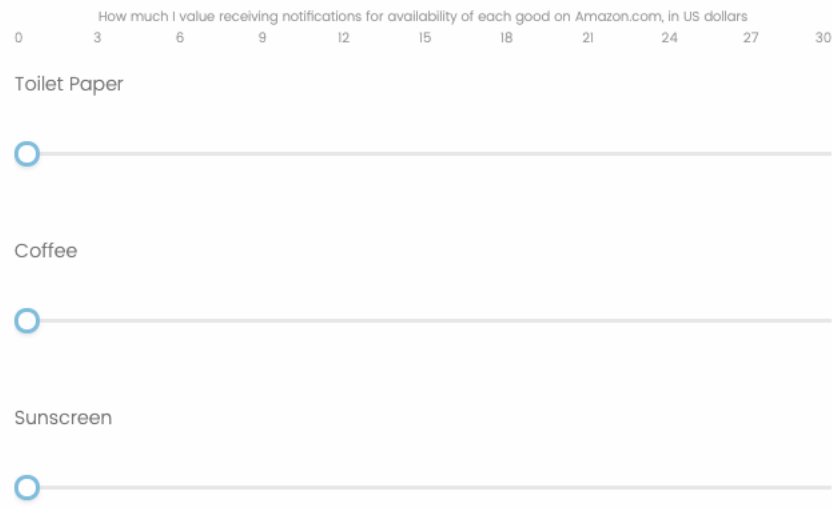 How much I value receiving notifications for availability of each good on Amazon.com, in US dollars
0 3 6 9 12 15 18 21 24 27 30
Toilet Paper
Coffee
Sunscreen